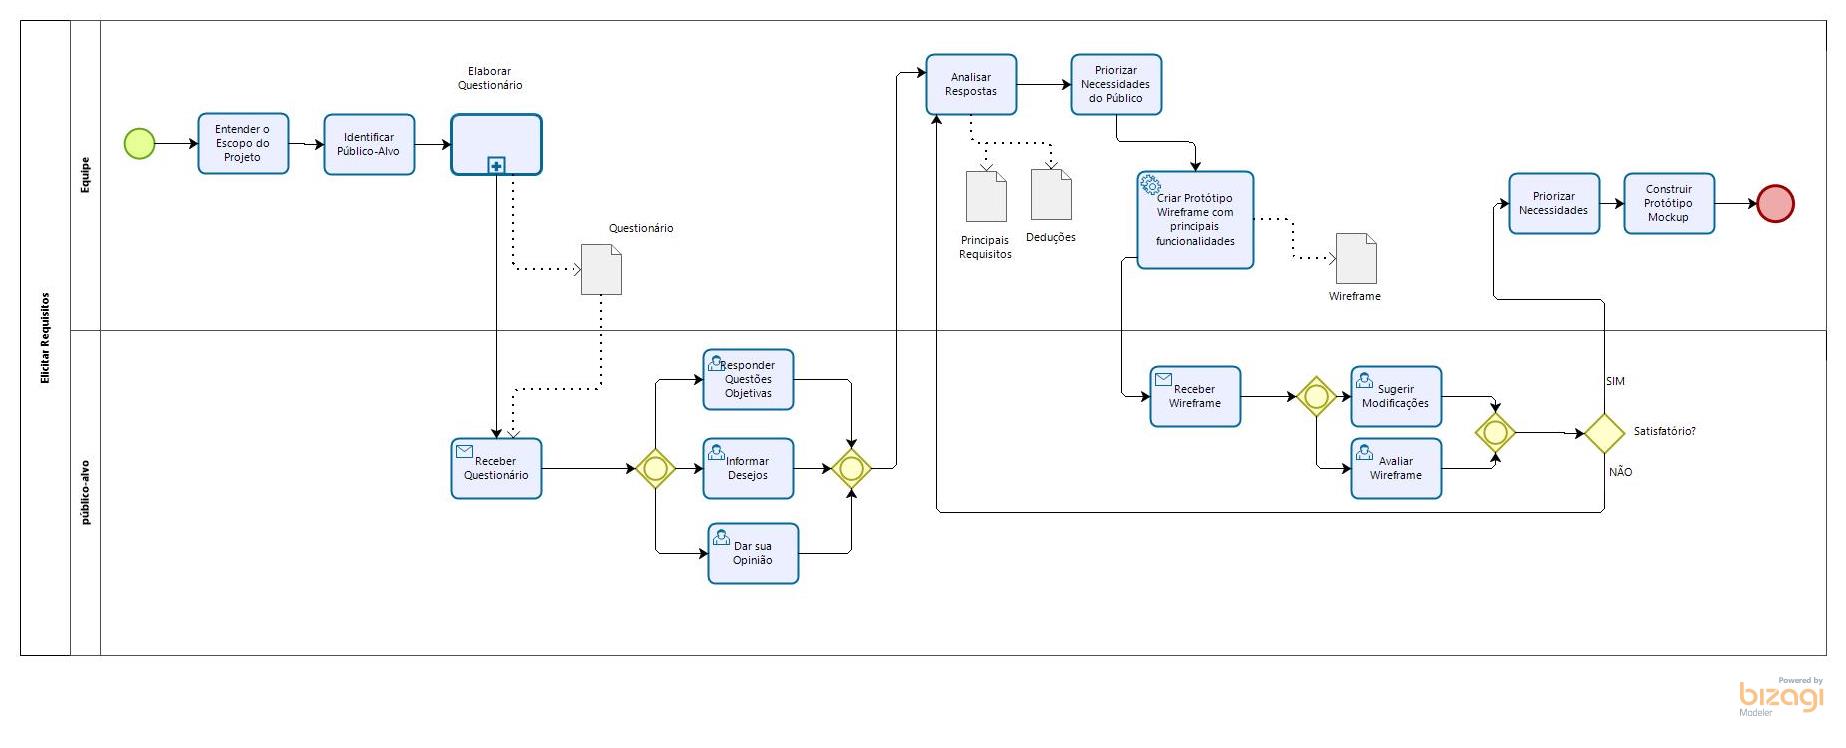 Elicitar Requisitos
Equipe
Entender o
Escopo do
Projeto
Identificar
Público-Alvo
Elaborar
Questionário
Questionário
Analisar
Respostas
Priorizar
Necessidades
do Público
Principais
Requisitos
Deduções
Criar Protótipo
Wireframe com
principais
funcionalidades
Wireframe
Priorizar
Necessidades
Construir
Protótipo
Mockup
público-alvo
Receber
Questionário
Responder
Questões
Objetivas
Informar
Desejos
Dar sua
Opinião
Receber
Wireframe
Sugerir
Modificações
Avaliar
Wireframe
SIM
Satisfatório?
NÃO
Powered by
bizagi
Modeler